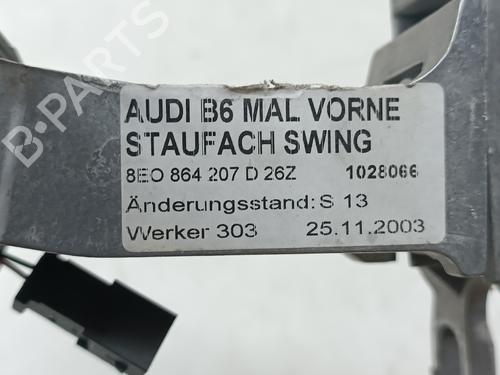 B-PARTS
AUDI B6 MAL VORNE
STAUFACH SWING
8E0 864 207 D 26Z 1028066
Änderungsstand: S 13
Werker 303 25.11.2003